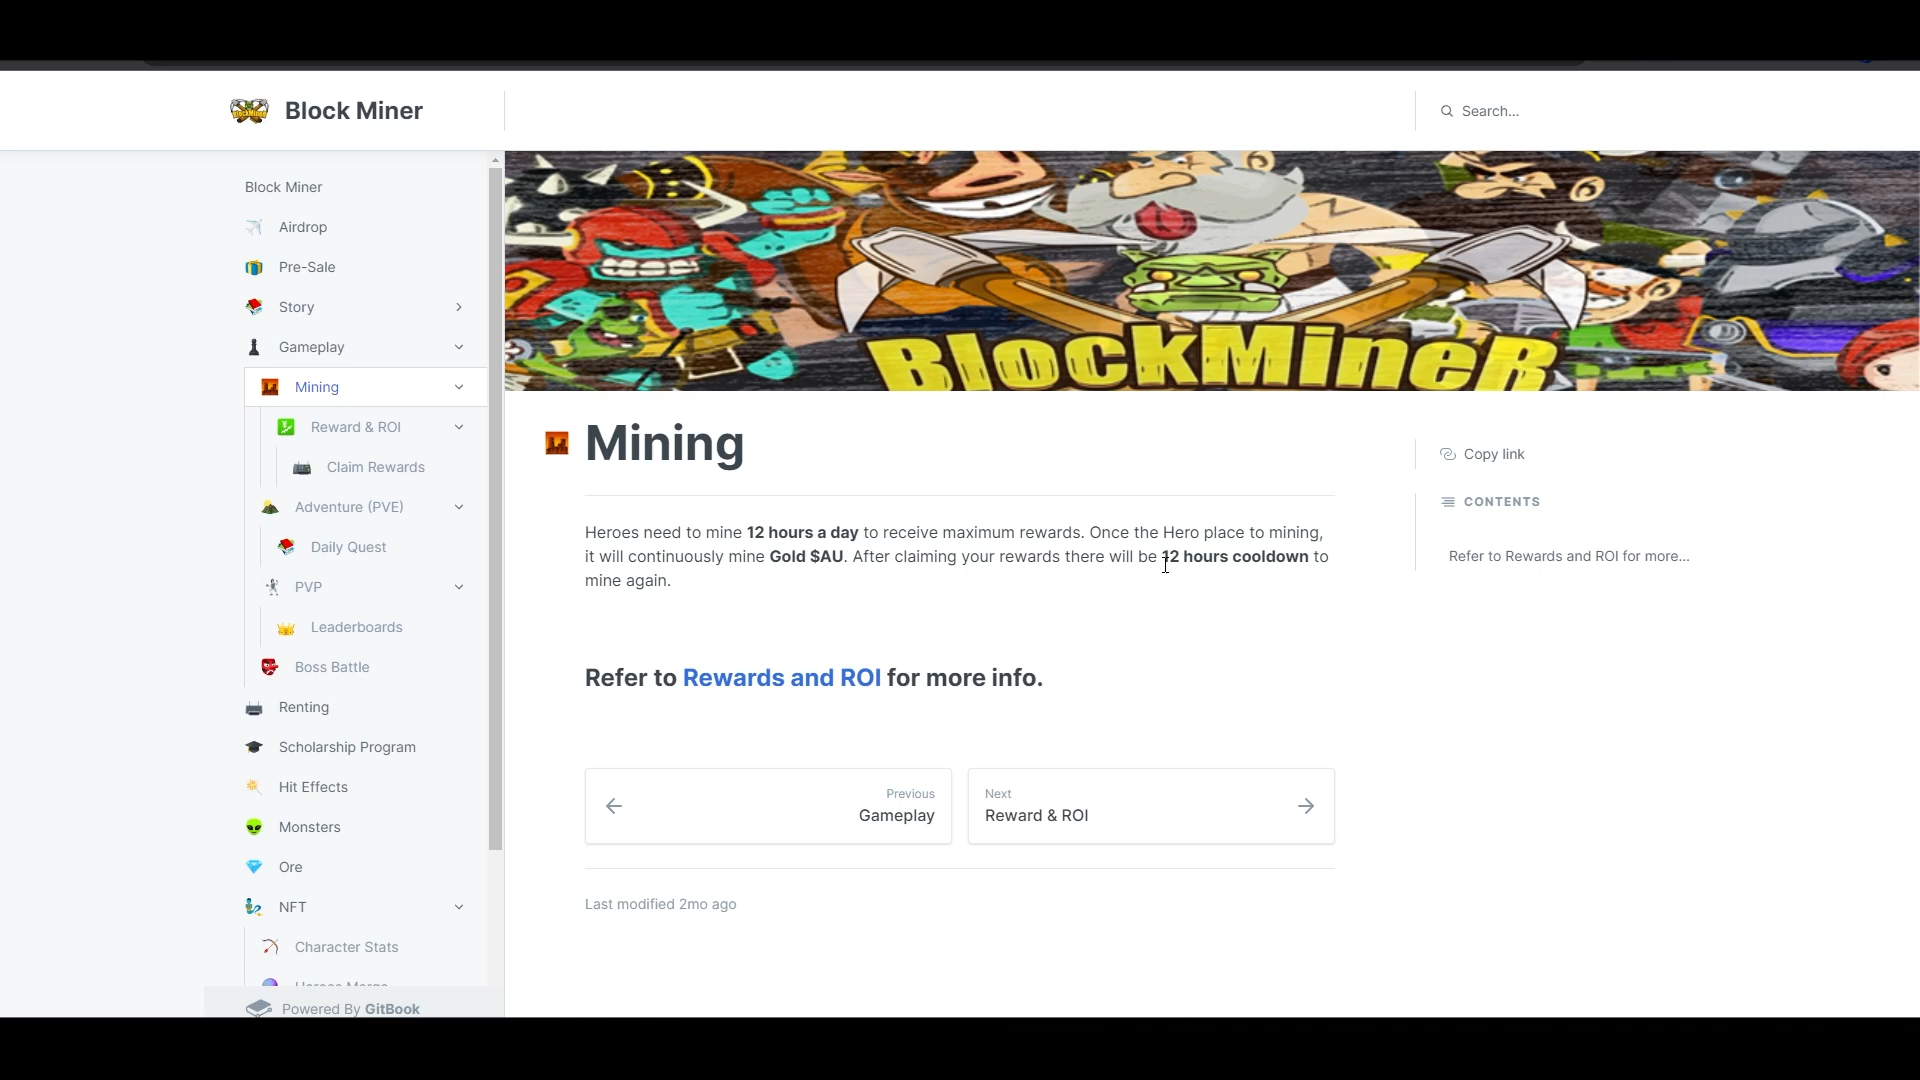 Block Miner
Search...
Block Miner
Airdrop
Pre-Sale
Story
Gameplay
Mining
Reward & ROI
Claim Rewards
Adventure (PVE)
Daily Quest
PVP
Leaderboards
Boss Battle
Renting
Scholarship Program
Hit Effects
Monsters
Ore
NFT
Character Stats
Powered By GitBook
BLOCKMINER
Mining
Heroes need to mine 12 hours a day to receive maximum rewards. Once the Hero place to mining,
it will continuously mine Gold $AU. After claiming your rewards there will be 12 hours cooldown to
mine again.
Refer to Rewards and ROI for more info.
Previous
Gameplay
Next
Reward & ROI
Last modified 2mo ago
Copy link
CONTENTS
Refer to Rewards and ROI for more...